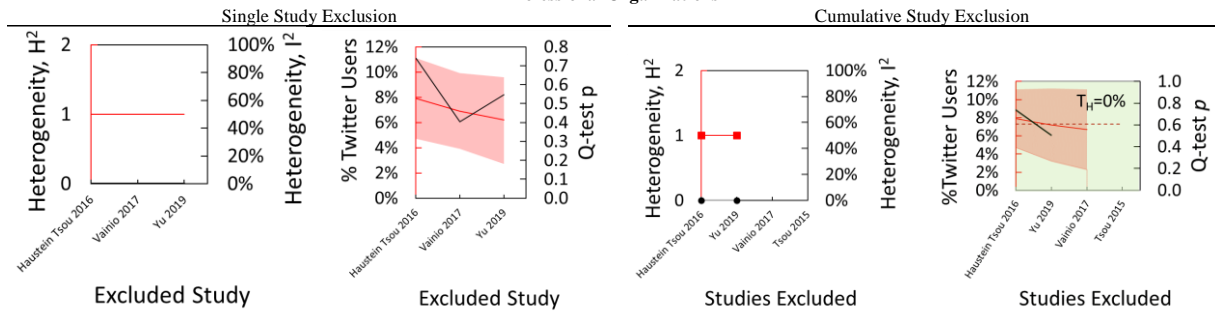 Single Study Exclusion
Cumulative Study Exclusion
Heterogeneity, H²
2
1
0
100%
80%
60%
40%
20%
0%
Heterogeneity, I²
Haustein Tsou 2016
Vainio 2017
Yu 2019
Excluded Study
% Twitter Users
12%
10%
8%
6%
4%
2%
0%
0.8
0.7
0.6
0.5
0.4
0.3
0.2
0.1
0.0
Q-test p
Haustein Tsou 2016
Vainio 2017
Yu 2019
Excluded Study
Heterogeneity, H²
2
1
0
100%
80%
60%
40%
20%
0%
Heterogeneity, I²
Haustein Tsou 2016
Yu 2019
Vainio 2017
Tsou 2015
Studies Excluded
%Twitter Users
12%
10%
8%
6%
4%
2%
0%
T_H=0%
1.0
0.8
0.6
0.4
0.2
0.0
Q-test p
Haustein Tsou 2016
Yu 2019
Vainio 2017
Tsou 2015
Studies Excluded